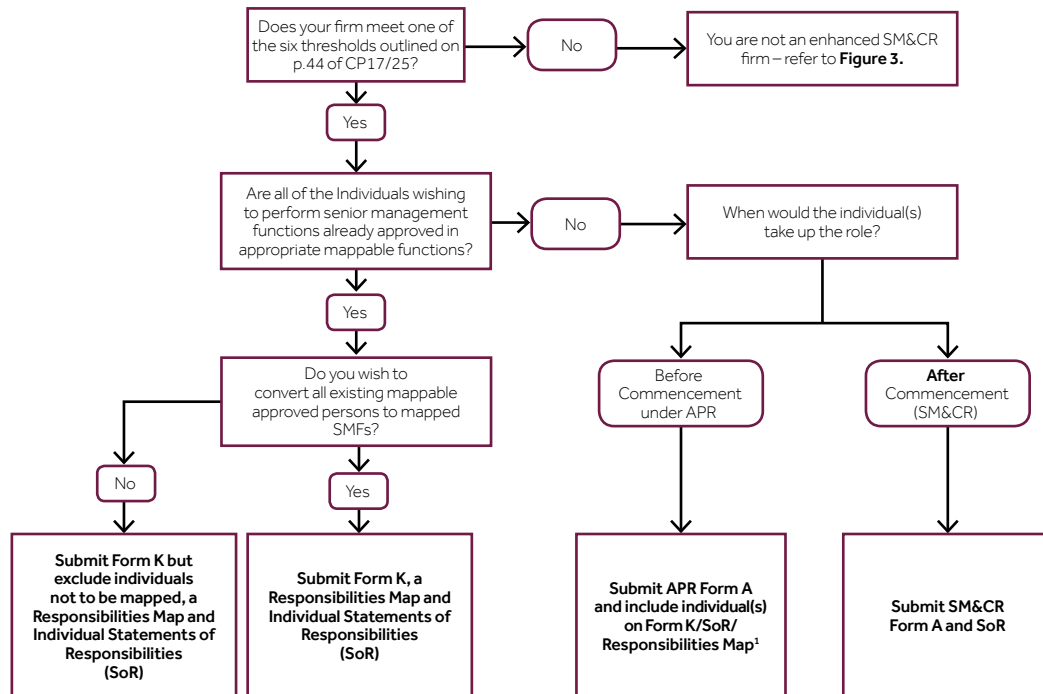 Does your firm meet one of
the six thresholds outlined on
p.44 of CP17/25?
No
You are not an enhanced SM&CR
firm – refer to Figure 3.
Yes
Are all of the Individuals wishing
to perform senior management
functions already approved in
appropriate mappable functions?
No
When would the individual(s)
take up the role?
Yes
Do you wish to
convert all existing mappable
approved persons to mapped
SMFs?
Before
Commencement
under APR
After
Commencement
(SM&CR)
No
Yes
Submit Form K but
exclude individuals
not to be mapped, a
Responsibilities Map and
Individual Statements of
Responsibilities
(SoR)
Submit Form K, a
Responsibilities Map and
Individual Statements of
Responsibilities
(SoR)
Submit APR Form A
and include individual(s)
on Form K/SoR/
Responsibilities Map¹
Submit SM&CR
Form A and SoR